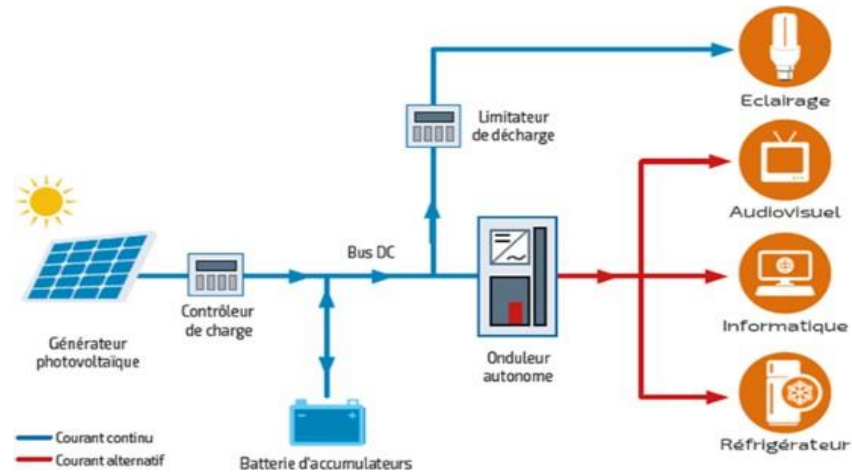 Eclairage
Limitateur
de décharge
Audiovisuel
Bus DC
Contrôleur
de charge
Informatique
Générateur
photovoltaïque
Onduleur
autonome
Courant continu
Courant alternatif
Batterie d'accumulateurs
Réfrigérateur